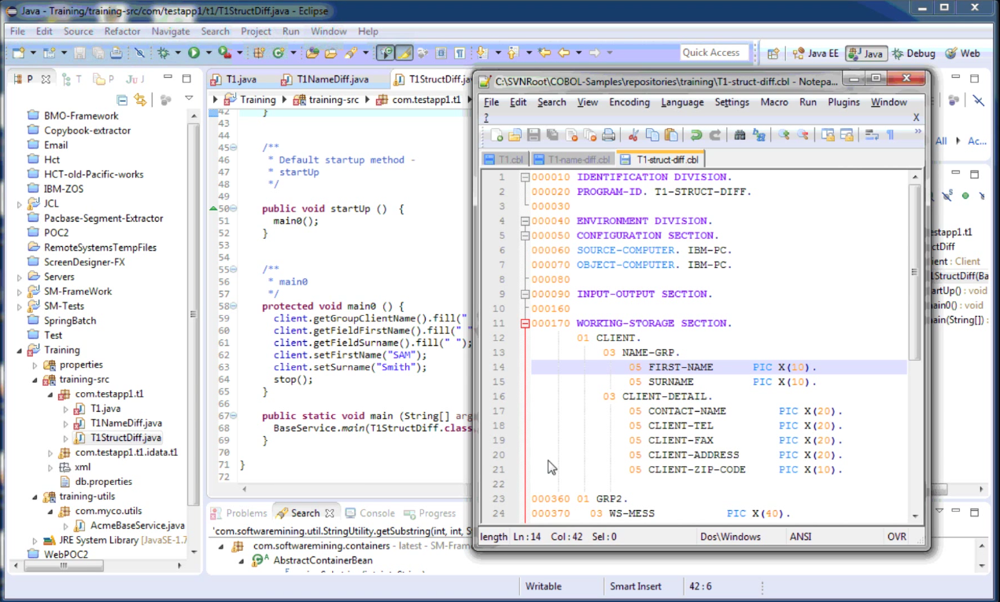 Java - Training/training-src/com/testapp1/t1/T1StructDiff.java - Eclipse
File Edit Source Refactor Navigate Search Project Run Window Help
Quick Access
Java EE Java Debug Web
P T P Ju J
BMO-Framework
Copybook-extractor
Email
Hct
HCT-old-Pacific-works
IBM-ZOS
JCL
Pacbase-Segment-Extractor
POC2
RemoteSystemsTempFiles
ScreenDesigner-FX
Servers
SM-FrameWork
SM-Tests
SpringBatch
Test
Training
properties
training-src
com.testapp1.t1
T1.java
T1NameDiff.java
T1StructDiff.java
com.testapp1.t1.idata.t1
xml
db.properties
training-utils
com.myco.utils
AcmeBaseService.java
JRE System Library [JavaSE-1.7
WebPOC2
T1.java T1NameDiff.java T1StructDiff.jav
Training training-src com.testapp1.t1
42 }
43
44
45 /**
46 * Default startup method -
47 * startUp
48 */
49
50 public void startUp () {
51 main0();
52 }
53
54
55 /**
56 * main0
57 */
58 protected void main0 () {
59 client.getGroupClientName().fill("
60 client.getFieldFirstName().fill(" "
61 client.getFieldSurname().fill(" ");
62 client.setFirstName("SAM");
63 client.setSurname("Smith");
64 stop();
65 }
66
67 public static void main (String[] arg
68 BaseService.main(T1StructDiff.class
69 }
70
71 }
72
Problems Search Console Progress
'com.softwaremining.util.StringUtility.getSubstring(int, int, S
com.softwaremining.containers - latest - SM-Fram
AbstractContainerBean
Writable Smart Insert 42 : 6
C:\SVNRoot\COBOL-Samples\repositories\training\T1-struct-diff.cbl - Notepa...
File Edit Search View Encoding Language Settings Macro Run Plugins Window
? X
T1.cbl T1-name-diff.cbl T1-struct-diff.cbl
1 000010 IDENTIFICATION DIVISION.
2 000020 PROGRAM-ID. T1-STRUCT-DIFF.
3 000030
4 000040 ENVIRONMENT DIVISION.
5 000050 CONFIGURATION SECTION.
6 000060 SOURCE-COMPUTER. IBM-PC.
7 000070 OBJECT-COMPUTER. IBM-PC.
8 000080
9 000090 INPUT-OUTPUT SECTION.
10 000160
11 000170 WORKING-STORAGE SECTION.
12 01 CLIENT.
13 03 NAME-GRP.
14 05 FIRST-NAME PIC X(10).
15 05 SURNAME PIC X(10).
16 03 CLIENT-DETAIL.
17 05 CONTACT-NAME PIC X(20).
18 05 CLIENT-TEL PIC X(20).
19 05 CLIENT-FAX PIC X(20).
20 05 CLIENT-ADDRESS PIC X(20).
21 05 CLIENT-ZIP-CODE PIC X(10).
22
23 000360 01 GRP2.
24 000370 03 WS-MESS PIC X(40).
length Ln : 14 Col : 42 Sel : 0 Dos\Windows ANSI OVR
All Ac...
estapp1.t1
ctDiff
ient : Client
1StructDiff(Ba
artUp() : void
ain0() : void
ain(String[]) :